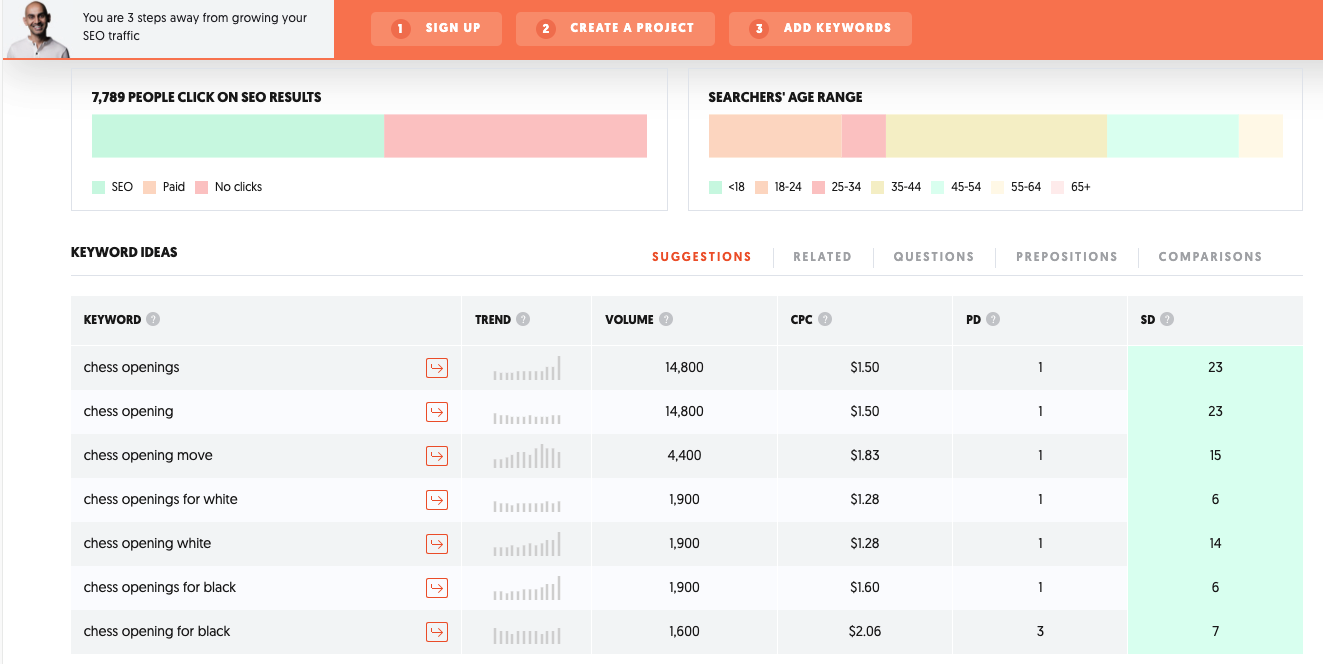 You are 3 steps away from growing your
SEO traffic
1 SIGN UP
2 CREATE A PROJECT
3 ADD KEYWORDS
7,789 PEOPLE CLICK ON SEO RESULTS
SEO Paid No clicks
SEARCHERS' AGE RANGE
<18 18-24 25-34 35-44 45-54 55-64 65+
KEYWORD IDEAS
SUGGESTIONS RELATED QUESTIONS PREPOSITIONS COMPARISONS
KEYWORD ? TREND ? VOLUME ? CPC ? PD ? SD ?
chess openings 14,800 $1.50 1 23
chess opening 14,800 $1.50 1 23
chess opening move 4,400 $1.83 1 15
chess openings for white 1,900 $1.28 1 6
chess opening white 1,900 $1.28 1 14
chess openings for black 1,900 $1.60 1 6
chess opening for black 1,600 $2.06 3 7